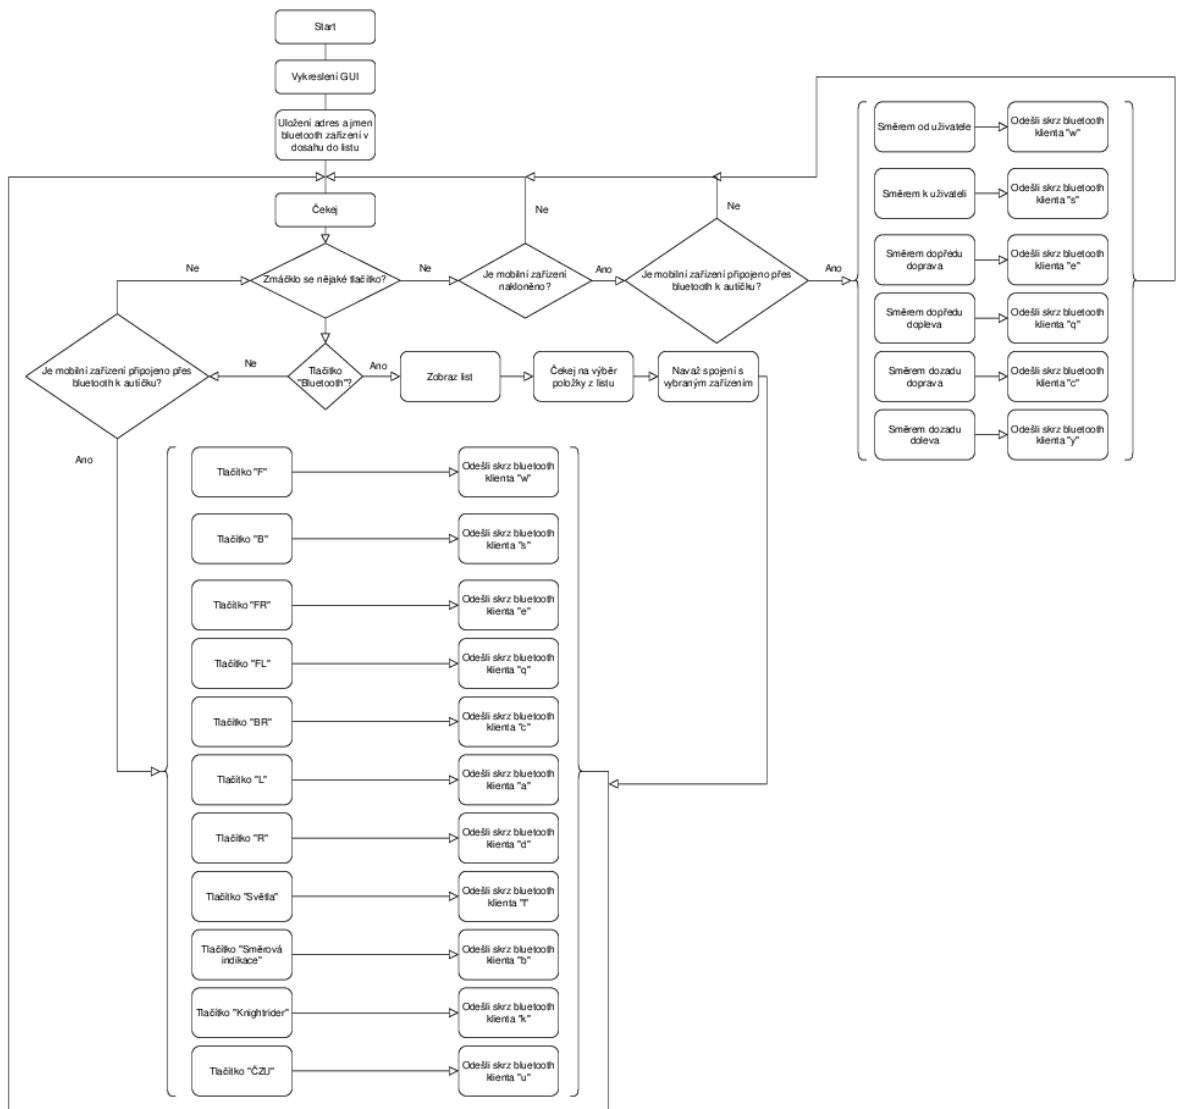 Start
Vykreslení GUI
Uložení adres a jmen
bluetooth zařízení v
dosahu do listu
Čekej
Zmáčklo se nějaké tlačítko?
Ne
Ne
Je mobilní zařízení
nakloněno?
Ne
Ano
Je mobilní zařízení připojeno přes
bluetooth k autíčku?
Ne
Ano
Směrem od uživatele
Odešli skrz bluetooth
klienta "w"
Směrem k uživateli
Odešli skrz bluetooth
klienta "s"
Směrem dopředu
doprava
Odešli skrz bluetooth
klienta "e"
Směrem dopředu
dopleva
Odešli skrz bluetooth
klienta "q"
Směrem dozadu
doprava
Odešli skrz bluetooth
klienta "c"
Směrem dozadu
doleva
Odešli skrz bluetooth
klienta "y"
Je mobilní zařízení připojeno přes
bluetooth k autíčku?
Ne
Tlačítko
"Bluetooth"?
Ano
Zobraz list
Čekej na výběr
položky z listu
Navaž spojení s
vybraným zařízením
Ano
Tlačítko "F"
Odešli skrz bluetooth
klienta "w"
Tlačítko "B"
Odešli skrz bluetooth
klienta "s"
Tlačítko "FR"
Odešli skrz bluetooth
klienta "e"
Tlačítko "FL"
Odešli skrz bluetooth
klienta "q"
Tlačítko "BR"
Odešli skrz bluetooth
klienta "c"
Tlačítko "L"
Odešli skrz bluetooth
klienta "a"
Tlačítko "R"
Odešli skrz bluetooth
klienta "d"
Tlačítko "Světla"
Odešli skrz bluetooth
klienta "f"
Tlačítko "Směrová
indikace"
Odešli skrz bluetooth
klienta "b"
Tlačítko "Knightrider"
Odešli skrz bluetooth
klienta "k"
Tlačítko "ČZU"
Odešli skrz bluetooth
klienta "u"